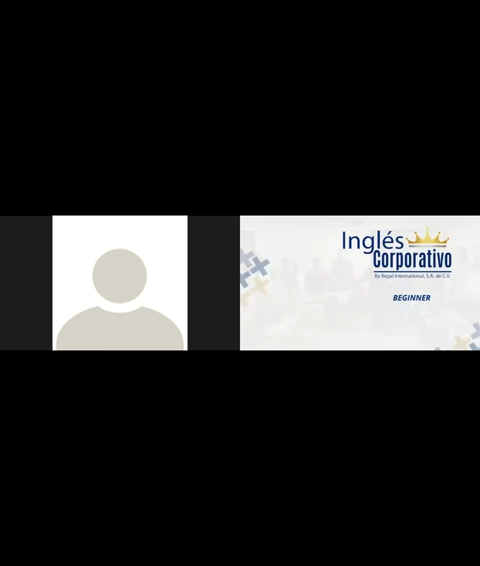 Inglés
Corporativo
By Regal International, S.A. de C.V.
BEGINNER